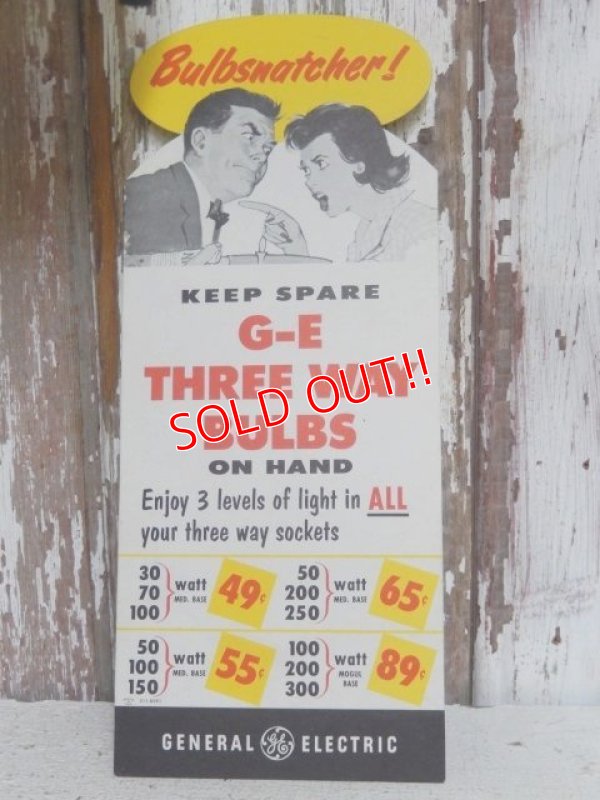 Bulbsnatcher!
KEEP SPARE
G-E
THREE WAY
BULBS
SOLD OUT!!
ON HAND
Enjoy 3 levels of light in ALL
your three way sockets
30
70
100
watt
MED. BASE
49¢
50
200
250
watt
MED. BASE
65¢
50
100
150
watt
MED. BASE
55¢
100
200
300
watt
MOGUL
BASE
89¢
GENERAL GE ELECTRIC